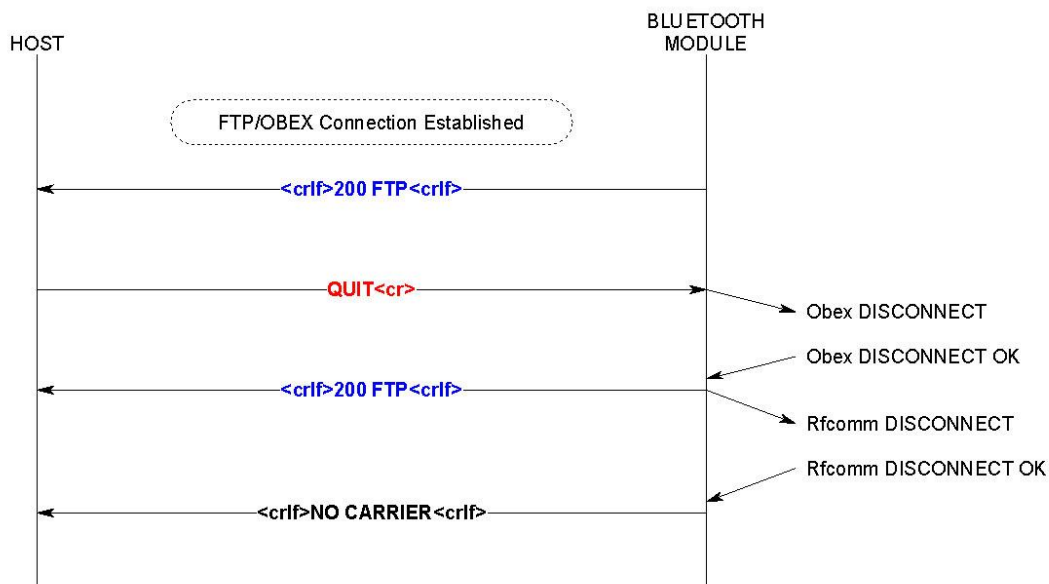 HOST
BLUETOOTH
MODULE
FTP/OBEX Connection Established
<crlf>200 FTP<crlf>
QUIT<cr>
Obex DISCONNECT
Obex DISCONNECT OK
<crlf>200 FTP<crlf>
Rfcomm DISCONNECT
Rfcomm DISCONNECT OK
<crlf>NO CARRIER<crlf>